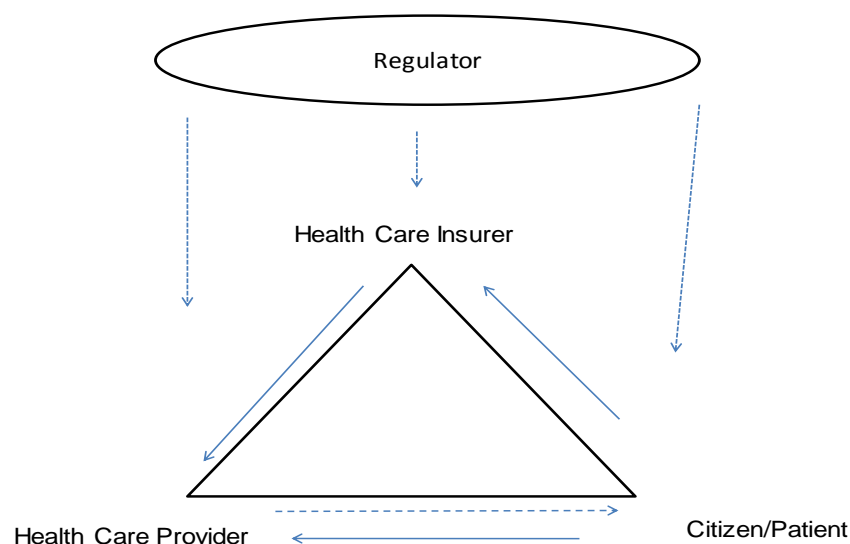 Regulator
Health Care Insurer
Health Care Provider
Citizen/Patient